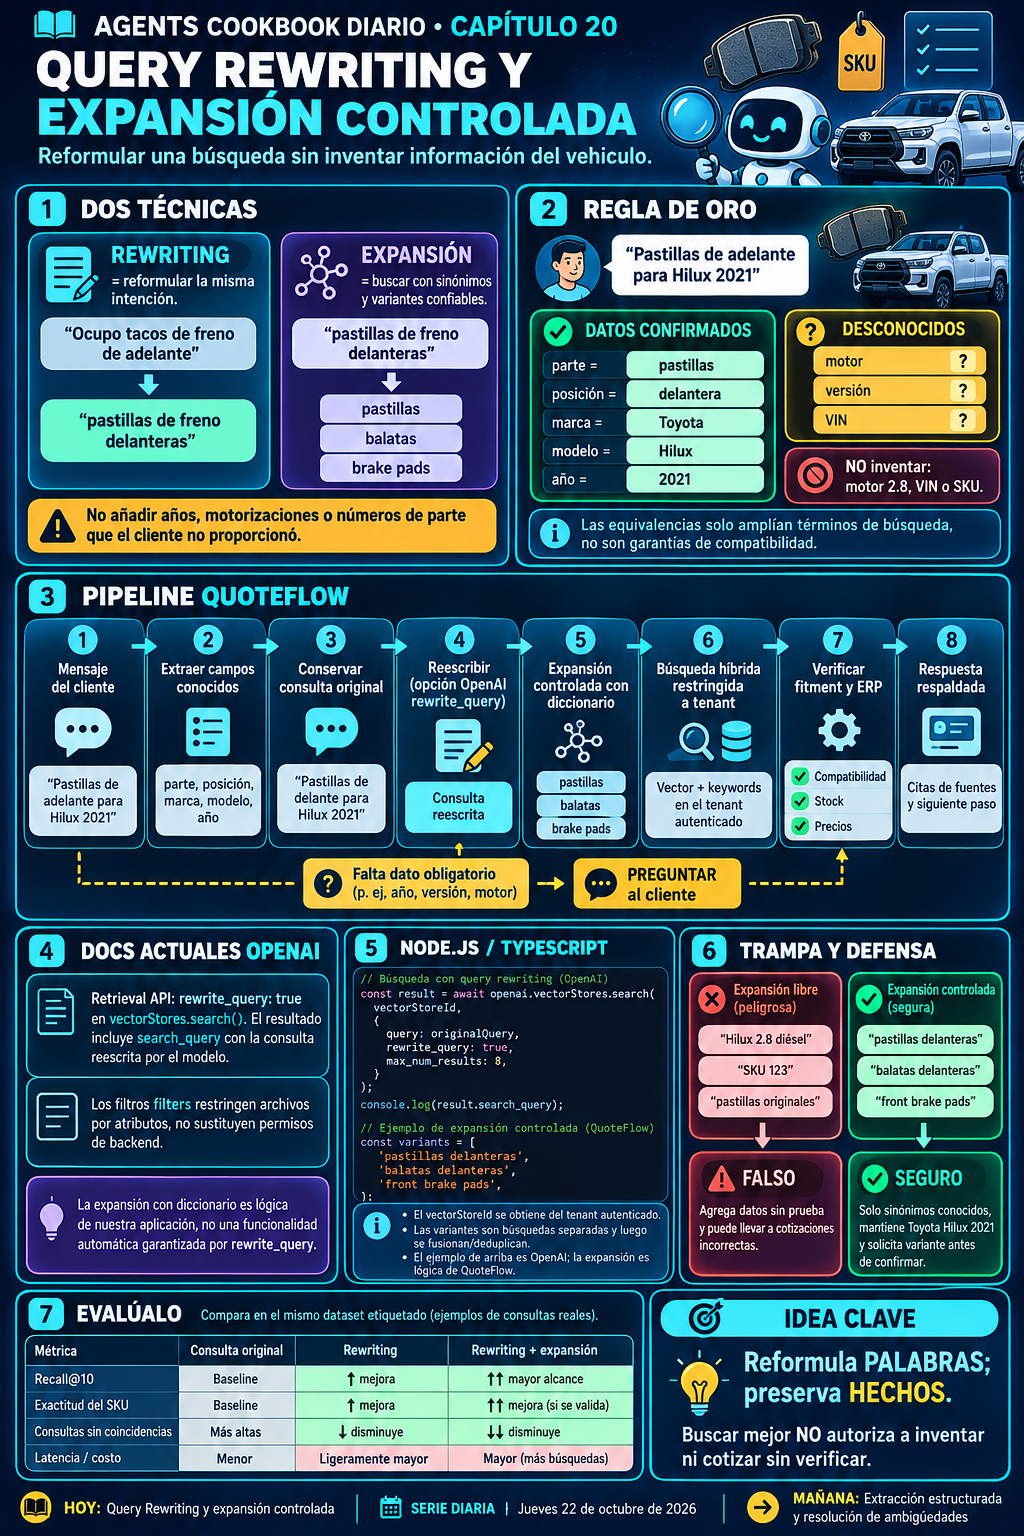 AGENTS COOKBOOK DIARIO • CAPÍTULO 20
QUERY REWRITING Y
EXPANSIÓN CONTROLADA
Reformular una búsqueda sin inventar información del vehiculo.
SKU
1 DOS TÉCNICAS
REWRITING
= reformular la misma
intención.
"Ocupo tacos de freno
de adelante"
"pastillas de freno
delanteras"
EXPANSIÓN
= buscar con sinónimos
y variantes confiables.
"pastillas de freno
delanteras"
pastillas
balatas
brake pads
No añadir años, motorizaciones o números de parte
que el cliente no proporcionó.
2 REGLA DE ORO
"Pastillas de adelante
para Hilux 2021"
DATOS CONFIRMADOS
parte = pastillas
posición = delantera
marca = Toyota
modelo = Hilux
año = 2021
? DESCONOCIDOS
motor ?
versión ?
VIN ?
NO inventar:
motor 2.8, VIN o SKU.
Las equivalencias solo amplían términos de búsqueda,
no son garantías de compatibilidad.
3 PIPELINE QUOTEFLOW
1
Mensaje
del cliente
"Pastillas de
adelante para
Hilux 2021"
2
Extraer campos
conocidos
parte, posición,
marca, modelo,
año
3
Conservar
consulta original
"Pastillas de
delante para
Hilux 2021"
4
Reescribir
(opción OpenAI
rewrite_query)
Consulta
reescrita
5
Expansión
controlada con
diccionario
pastillas
balatas
brake pads
6
Búsqueda híbrida
restringida
a tenant
Vector + keywords
en el tenant
autenticado
7
Verificar
fitment y ERP
Compatibilidad
Stock
Precios
8
Respuesta
respaldada
Citas de fuentes
y siguiente paso
? Falta dato obligatorio
(p. ej, año, versión, motor)
PREGUNTAR
al cliente
4 DOCS ACTUALES OPENAI
Retrieval API: rewrite_query: true
en vectorStores.search(). El resultado
incluye search_query con la consulta
reescrita por el modelo.
Los filtros filters restringen archivos
por atributos, no sustituyen permisos
de backend.
La expansión con diccionario es lógica
de nuestra aplicación, no una funcionalidad
automática garantizada por rewrite_query.
5 NODE.JS / TYPESCRIPT
// Búsqueda con query rewriting (OpenAI)
const result = await openai.vectorStores.search(
vectorStoreId,
{
query: originalQuery,
rewrite_query: true,
max_num_results: 8,
}
);
console.log(result.search_query);
// Ejemplo de expansión controlada (QuoteFlow)
const variants = [
'pastillas delanteras',
'balatas delanteras',
'front brake pads',
];
• El vectorStoreId se obtiene del tenant autenticado.
• Las variantes son búsquedas separadas y luego
se fusionan/deduplican.
• El ejemplo de arriba es OpenAI; la expansión es
lógica de QuoteFlow.
6 TRAMPA Y DEFENSA
Expansión libre
(peligrosa)
"Hilux 2.8 diésel"
"SKU 123"
"pastillas originales"
FALSO
Agrega datos sin prueba
y puede llevar a cotizaciones
incorrectas.
Expansión controlada
(segura)
"pastillas delanteras"
"balatas delanteras"
"front brake pads"
SEGURO
Solo sinónimos conocidos,
mantiene Toyota Hilux 2021
y solicita variante antes
de confirmar.
7 EVALÚALO Compara en el mismo dataset etiquetado (ejemplos de consultas reales).
Métrica Consulta original Rewriting Rewriting + expansión
Recall@10 Baseline ↑ mejora ↑↑ mayor alcance
Exactitud del SKU Baseline ↑ mejora ↑↑ mejora (si se valida)
Consultas sin coincidencias Más altas ↓ disminuye ↓↓ disminuye
Latencia / costo Menor Ligeramente mayor Mayor (más búsquedas)
IDEA CLAVE
Reformula PALABRAS;
preserva HECHOS.
Buscar mejor NO autoriza a inventar
ni cotizar sin verificar.
HOY: Query Rewriting y expansión controlada
SERIE DIARIA | Jueves 22 de octubre de 2026
MAÑANA: Extracción estructurada
y resolución de ambigüedades